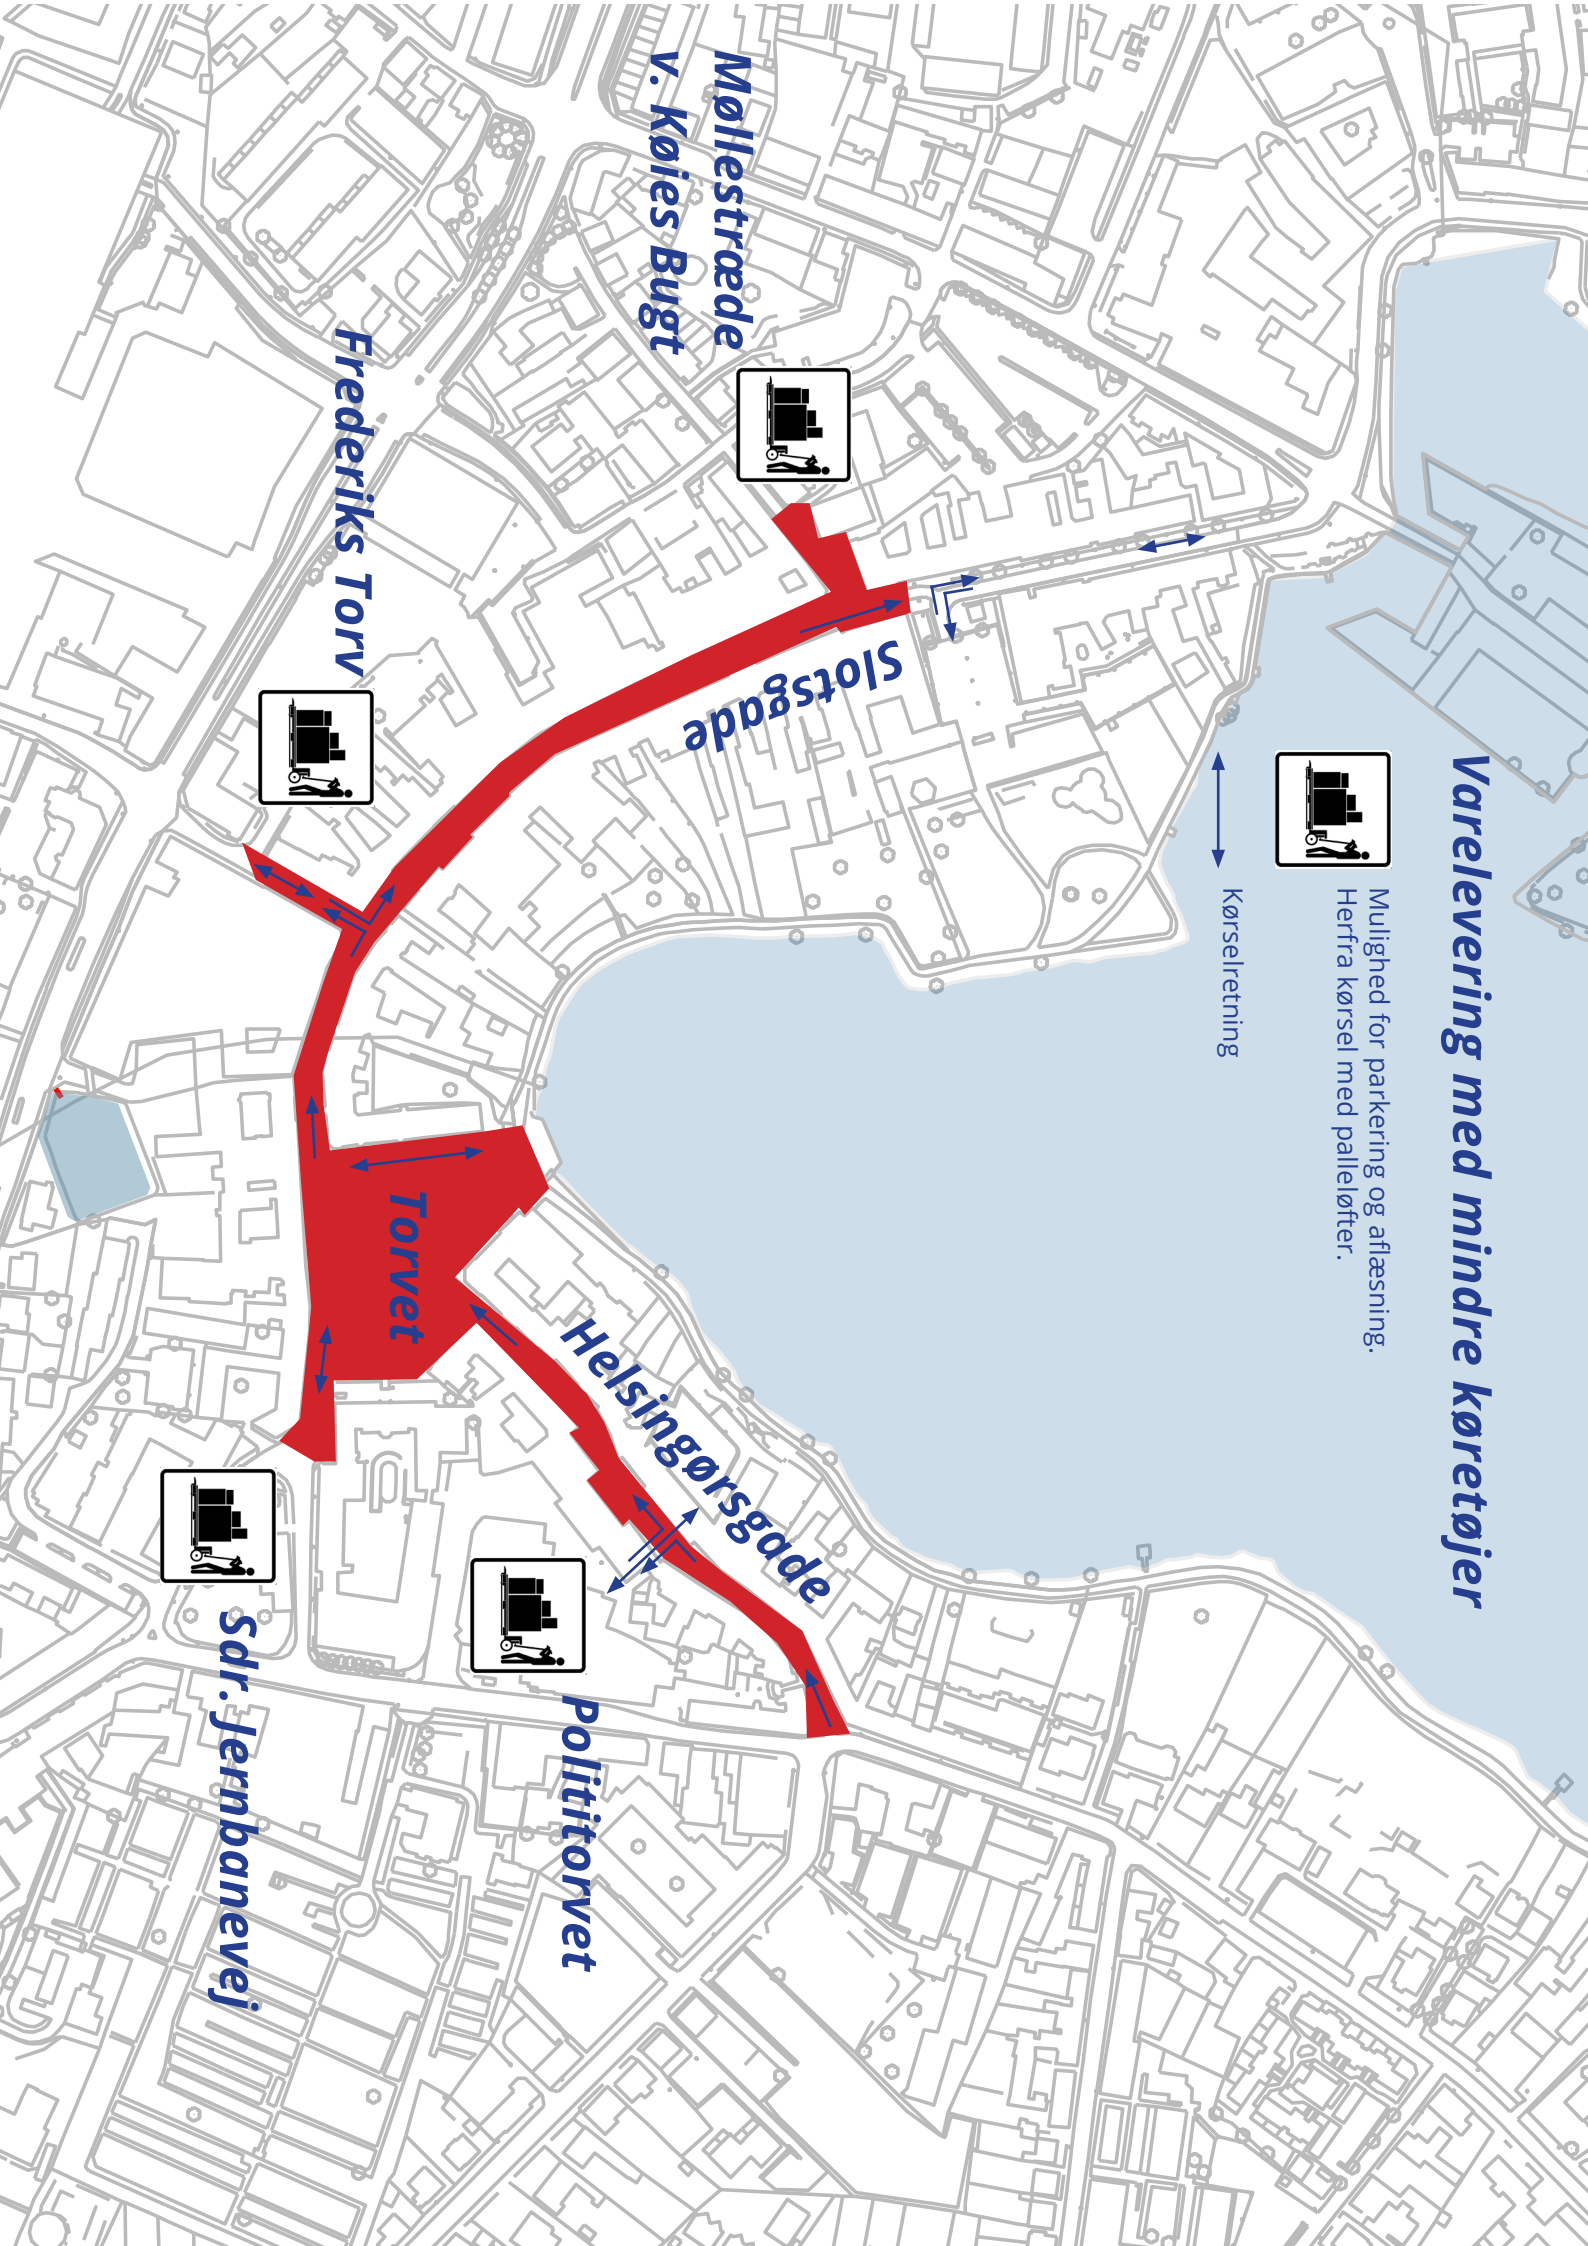 Varelevering med mindre køretøjer
Mulighed for parkering og aflæsning.
Herfra kørsel med palleløfter.
Kørselretning
Møllestræde
v. Køies Bugt
Slotsgade
Frederiks Torv
Torvet
Helsingørsgade
Polititorvet
Sdr. Jernbanevej